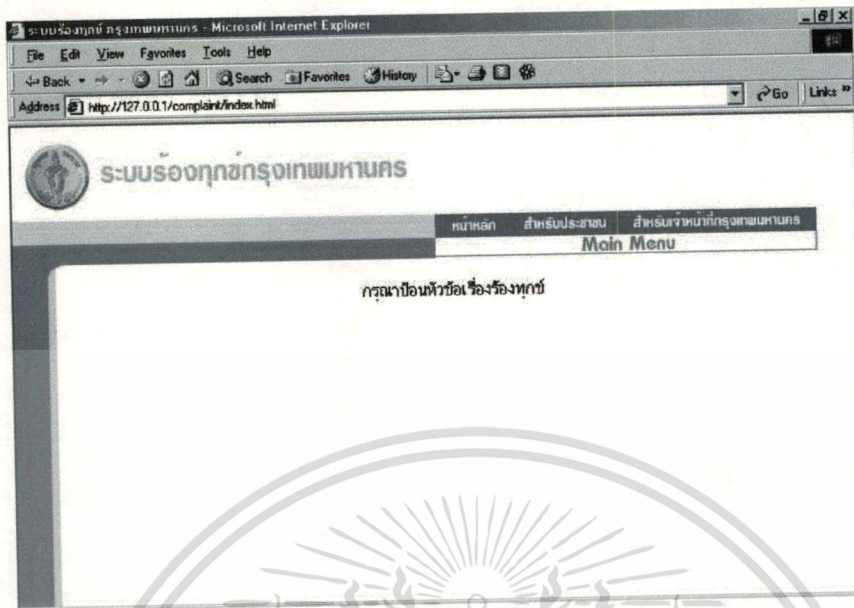 ระบบร้องทุกข์ กรุงเทพมหานคร - Microsoft Internet Explorer
File Edit View Favorites Tools Help
Back Search Favorites History
Address http://127.0.0.1/complaint/index.html Go Links »
ระบบร้องทุกข์กรุงเทพมหานคร
หน้าหลัก สำหรับประชาชน สำหรับเจ้าหน้าที่กรุงเทพมหานคร
Main Menu
กรุณาป้อนหัวข้อเรื่องร้องทุกข์